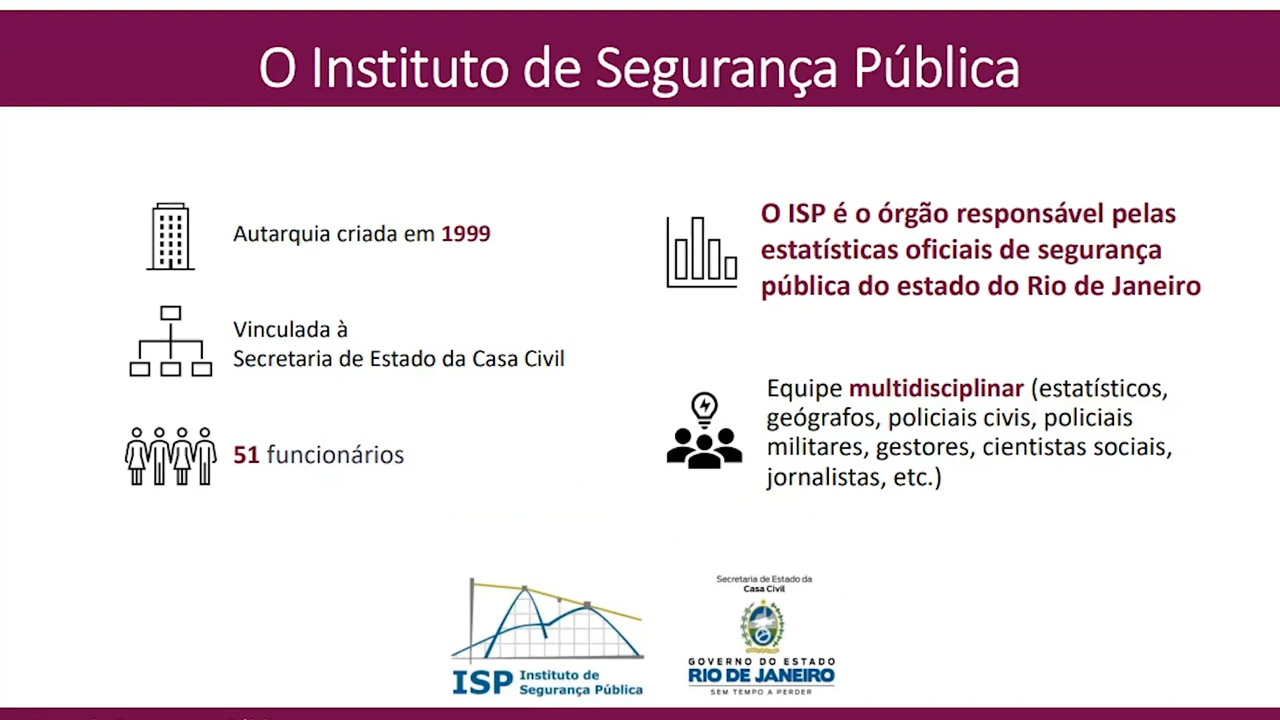 O Instituto de Segurança Pública
Autarquia criada em 1999
Vinculada à
Secretaria de Estado da Casa Civil
51 funcionários
O ISP é o órgão responsável pelas
estatísticas oficiais de segurança
pública do estado do Rio de Janeiro
Equipe multidisciplinar (estatísticos,
geógrafos, policiais civis, policiais
militares, gestores, cientistas sociais,
jornalistas, etc.)
ISP Instituto de
Segurança Pública
Secretaria de Estado da
Casa Civil
GOVERNO DO ESTADO
RIO DE JANEIRO
SEM TEMPO A PERDER